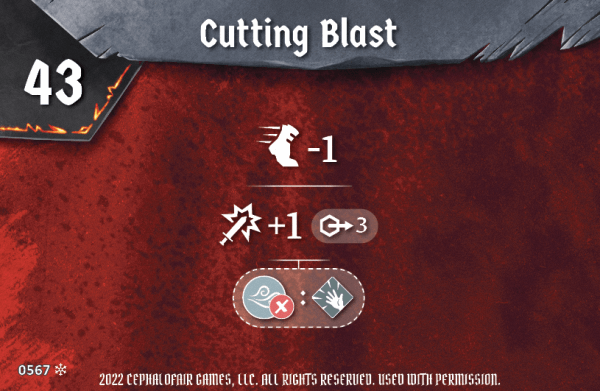 Cutting Blast
43
-1
+1 3
:
0567
2022 CEPHALOFAIR GAMES, LLC. ALL RIGHTS RESERVED. USED WITH PERMISSION.